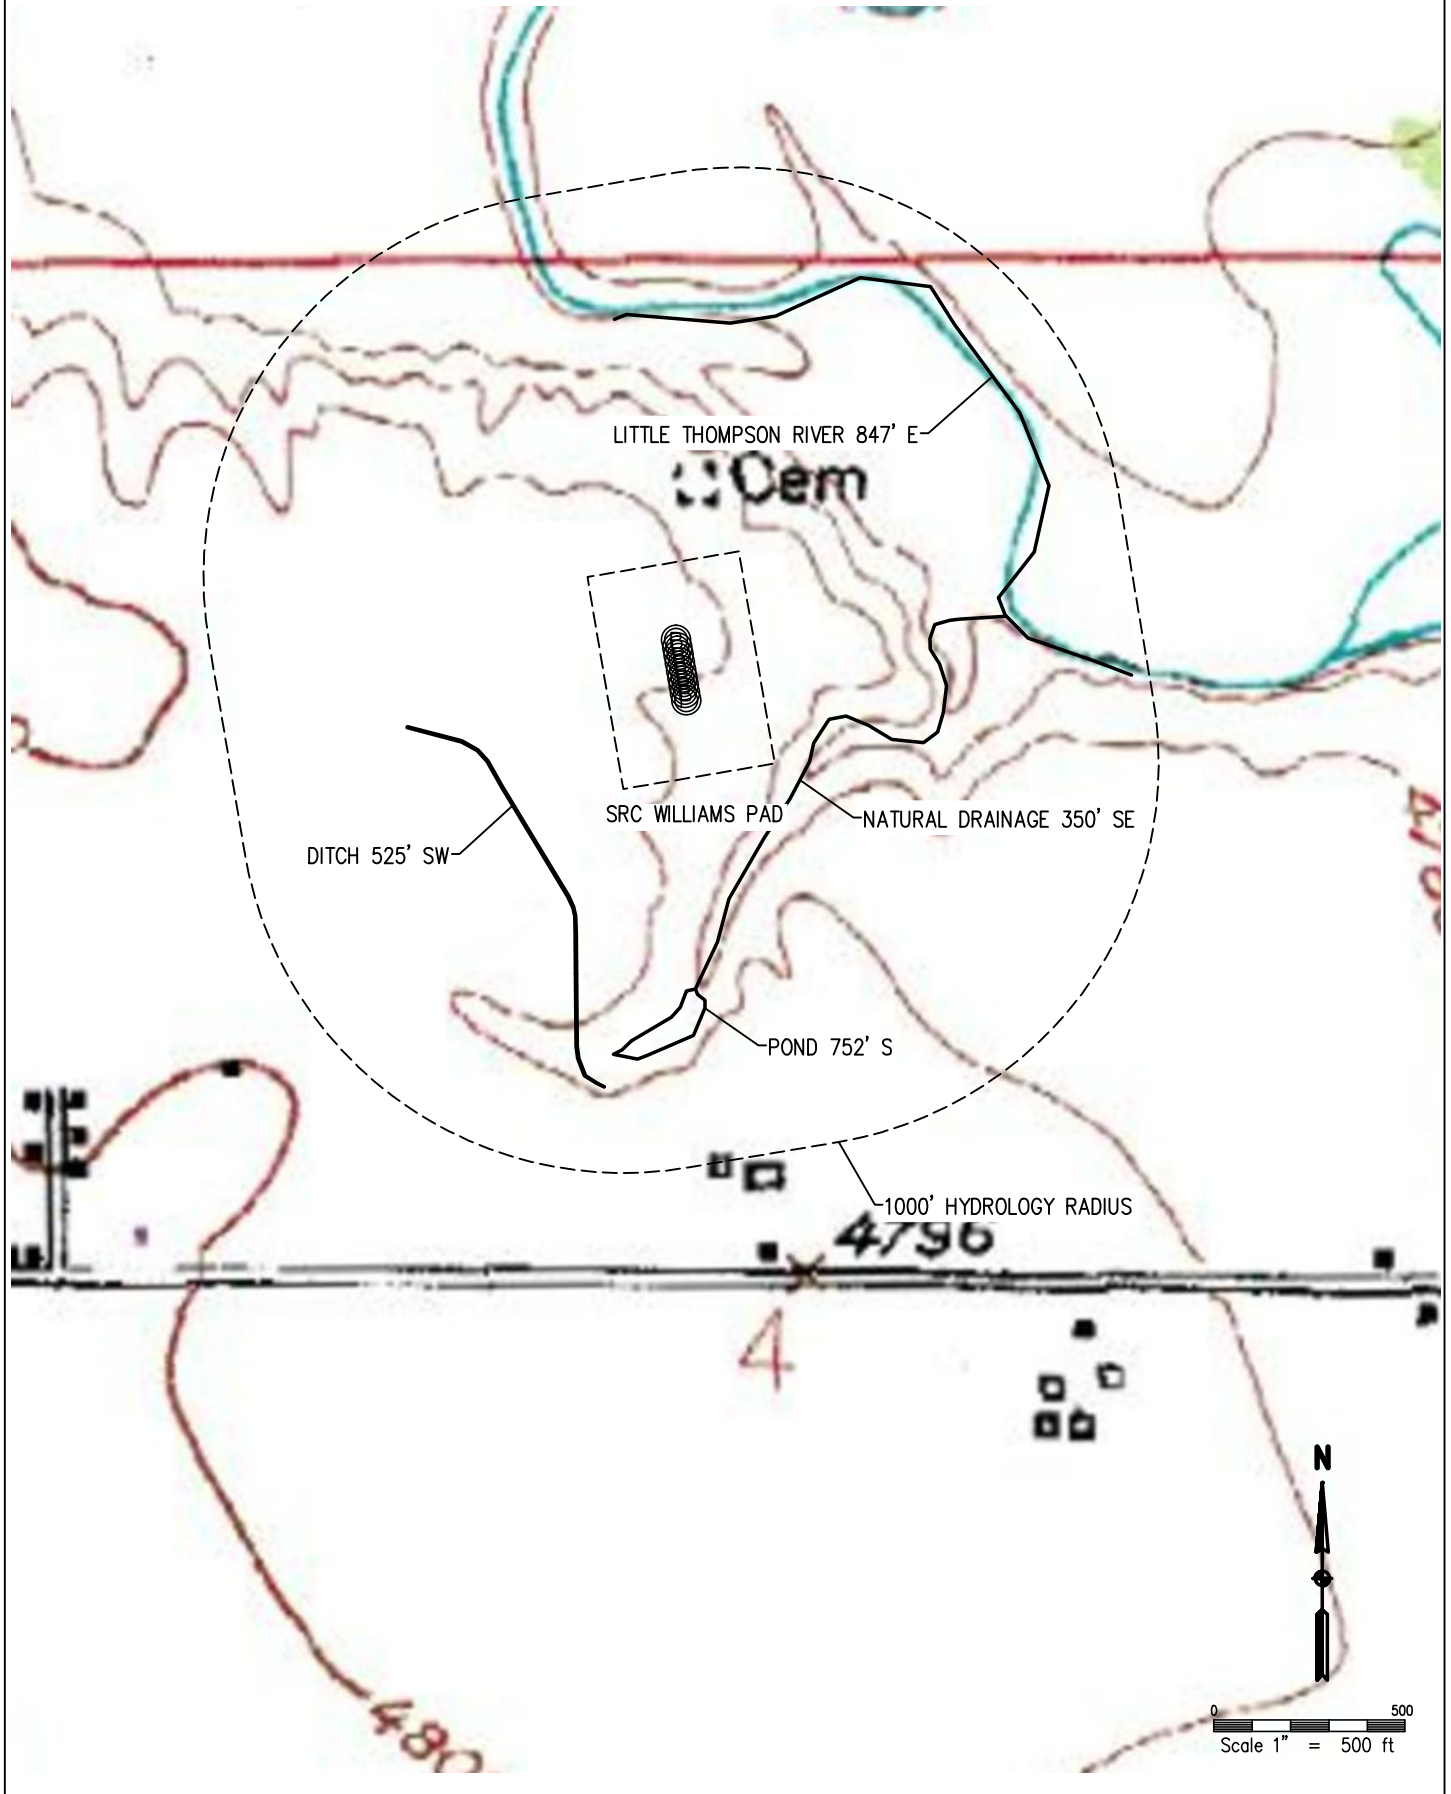 LITTLE THOMPSON RIVER 847' E
Cem
SRC WILLIAMS PAD
NATURAL DRAINAGE 350' SE
DITCH 525' SW
POND 752' S
1000' HYDROLOGY RADIUS
4796
4
N
480
0 500
Scale 1" = 500 ft